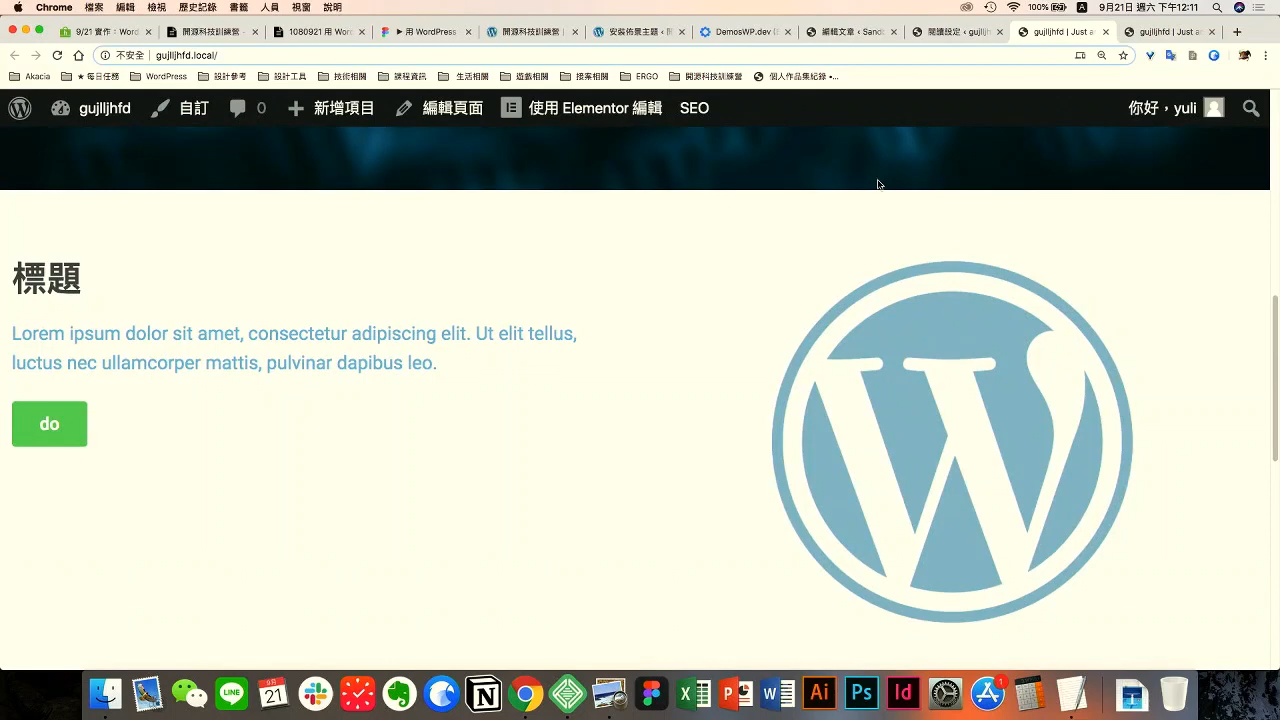 Chrome 檔案 編輯 檢視 歷史記錄 書籤 人員 視窗 說明 100% 9月21日 週六 下午12:11
9/21 實作：Word 開源科技訓練營 - 1080921 用 Word 用 WordPress 開源科技訓練營 安裝佈景主題 DemosWP.dev 編輯文章 閱讀設定 gujlljhfd | Just a gujlljhfd | Just a
不安全 gujlljhfd.local/
Akacia ★ 每日任務 WordPress 設計參考 設計工具 技術相關 課程資訊 生活相關 遊戲相關 接案相關 ERGO 開源科技訓練營 個人作品集紀錄 •...
gujlljhfd 自訂 0 新增項目 編輯頁面 使用 Elementor 編輯 SEO 你好，yuli
標題
Lorem ipsum dolor sit amet, consectetur adipiscing elit. Ut elit tellus,
luctus nec ullamcorper mattis, pulvinar dapibus leo.
do